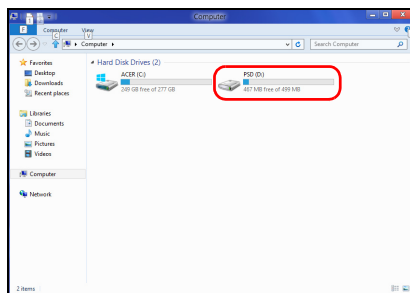 Computer
F
Computer
View
C
V
Computer
Search Computer
Favorites
Desktop
Downloads
Recent places
Libraries
Documents
Music
Pictures
Videos
Computer
Network
Hard Disk Drives (2)
ACER (C:)
249 GB free of 277 GB
PSD (D:)
467 MB free of 499 MB
2 items